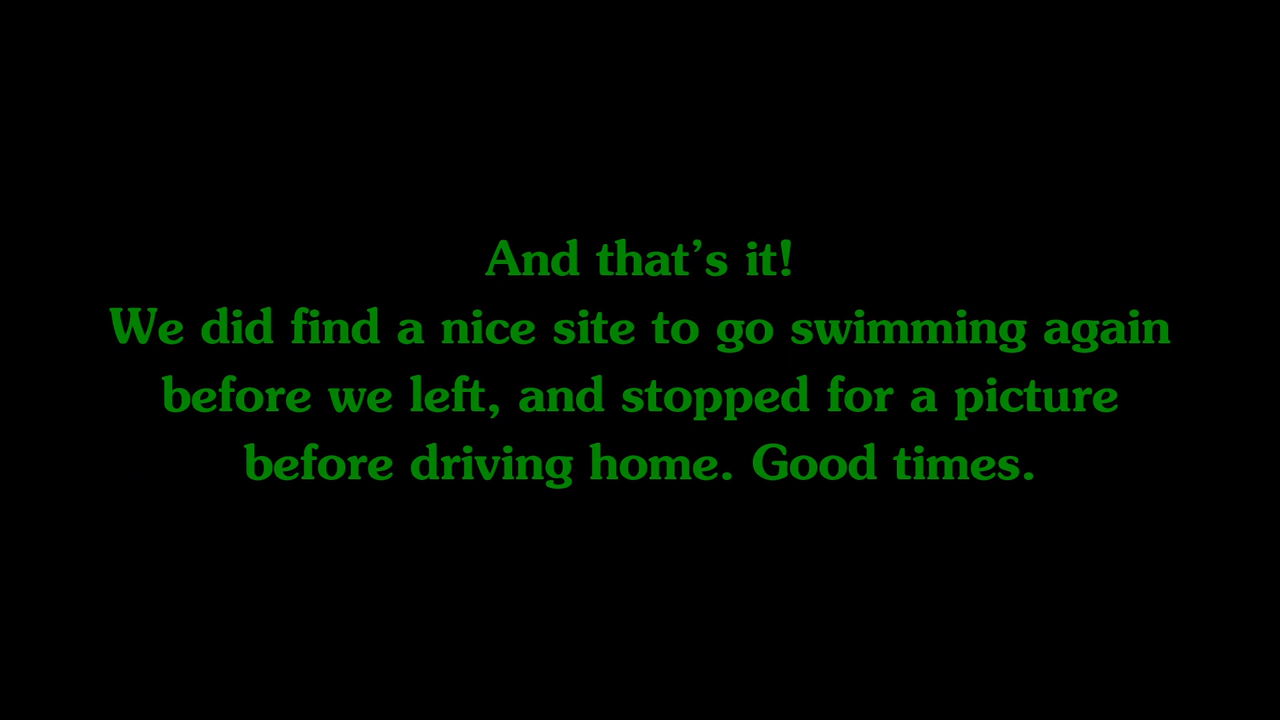 And that’s it!
We did find a nice site to go swimming again
before we left, and stopped for a picture
before driving home. Good times.